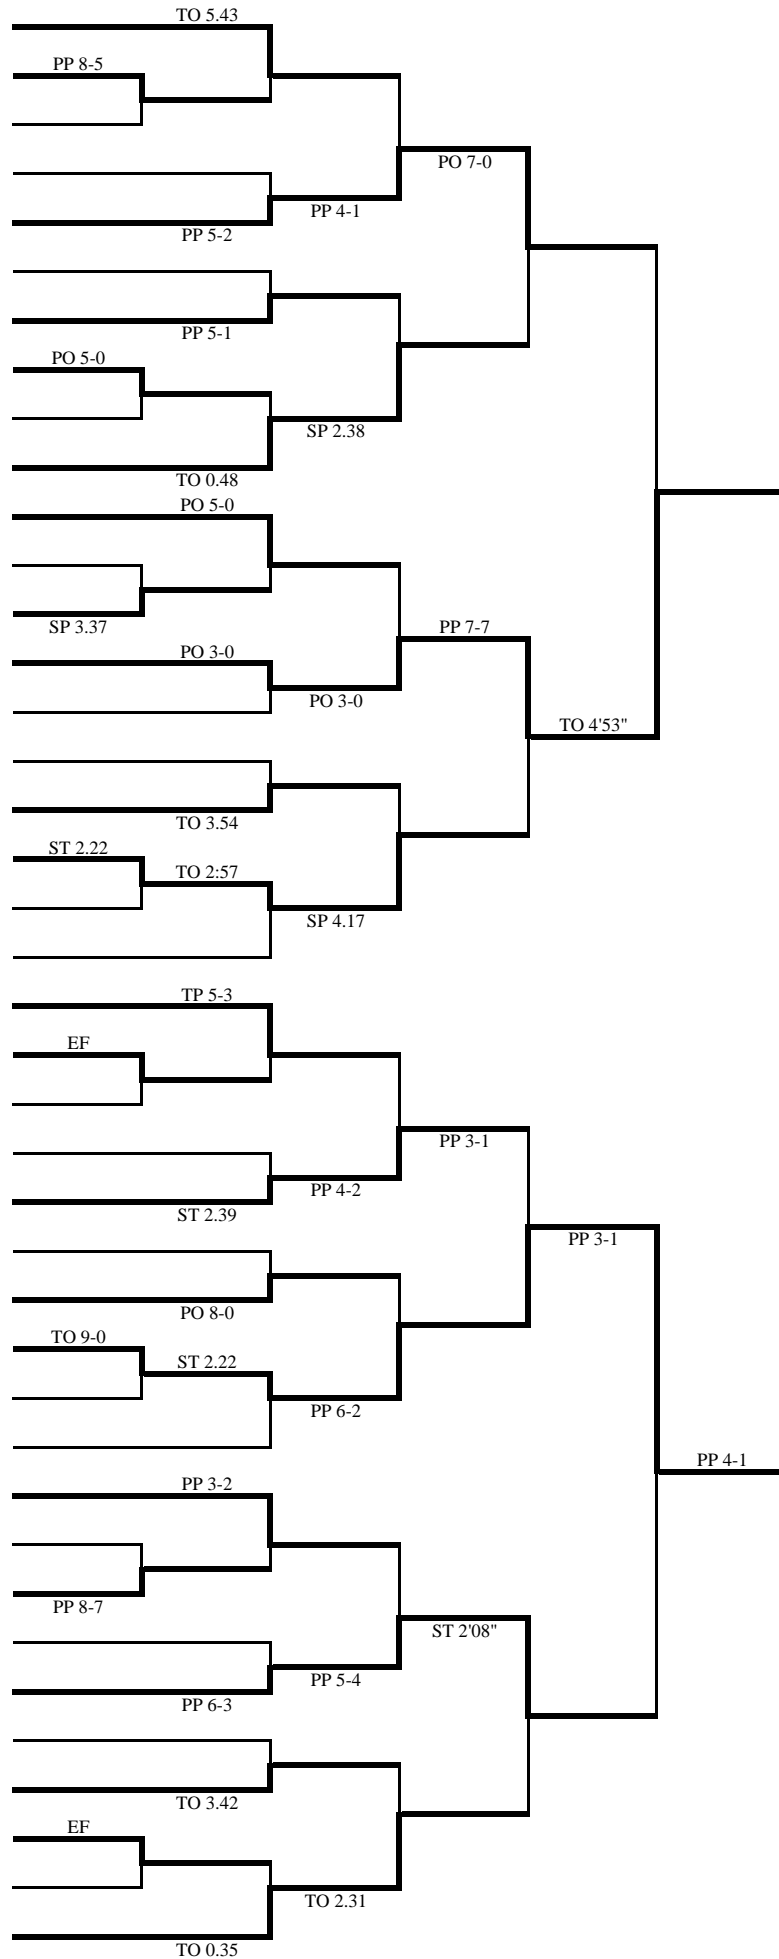 TO 5.43
PP 8-5
PO 7-0
PP 4-1
PP 5-2
PP 5-1
PO 5-0
SP 2.38
TO 0.48
PO 5-0
SP 3.37
PP 7-7
PO 3-0
PO 3-0
TO 4'53"
TO 3.54
ST 2.22
TO 2:57
SP 4.17
TP 5-3
EF
PP 3-1
PP 4-2
ST 2.39
PP 3-1
PO 8-0
TO 9-0
ST 2.22
PP 6-2
PP 4-1
PP 3-2
PP 8-7
ST 2'08"
PP 5-4
PP 6-3
TO 3.42
EF
TO 2.31
TO 0.35